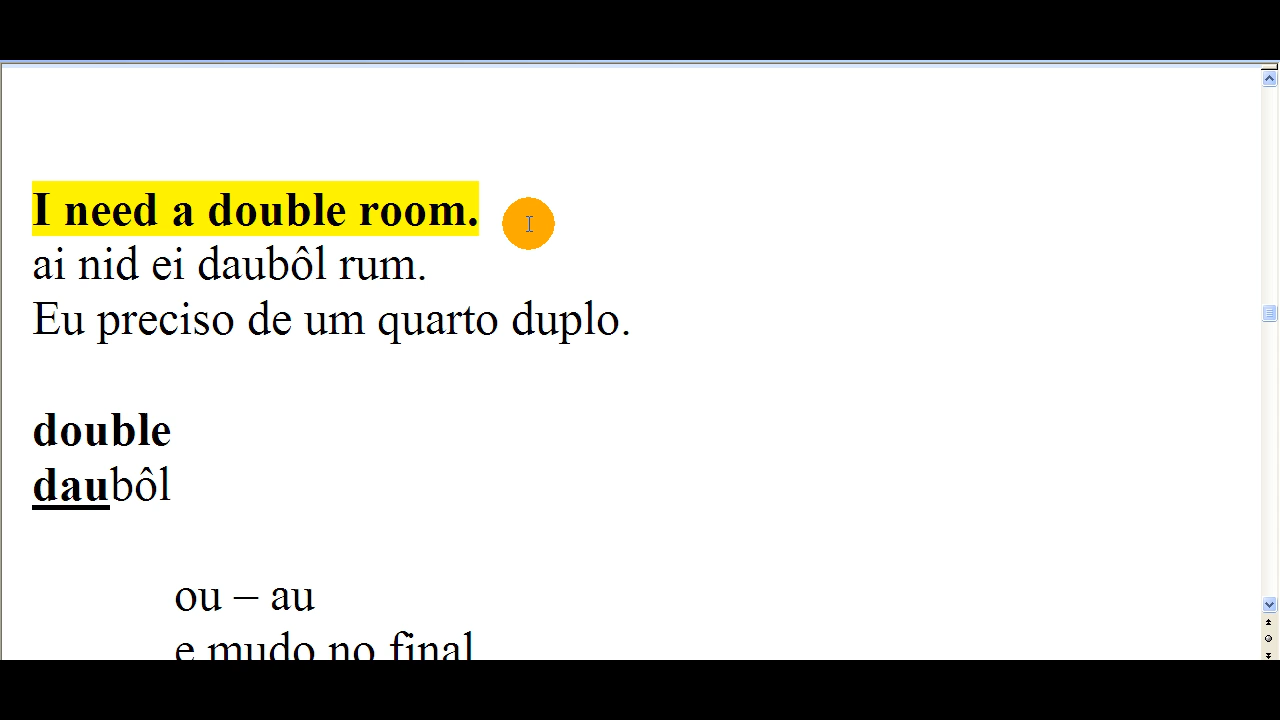 I need a double room.
ai nid ei daubôl rum.
Eu preciso de um quarto duplo.
double
daubôl
ou – au
e mudo no final